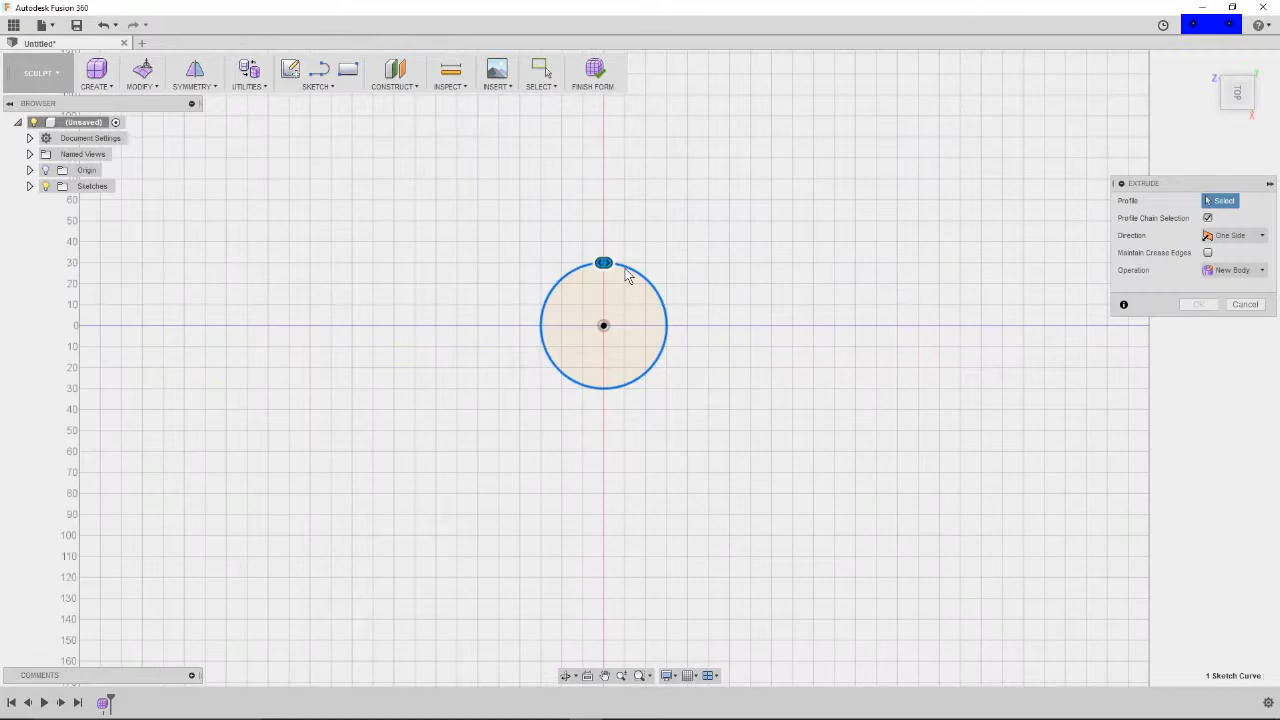 Autodesk Fusion 360
Untitled*
SCULPT
CREATE
MODIFY
SYMMETRY
UTILITIES
SKETCH
CONSTRUCT
INSPECT
INSERT
SELECT
FINISH FORM
BROWSER
(Unsaved)
Document Settings
Named Views
Origin
Sketches
Z
Y
TOP
X
60
50
40
30
20
10
0
10
20
30
40
50
60
70
80
90
100
110
120
130
140
150
160
EXTRUDE
Profile Select
Profile Chain Selection
Direction One Side
Maintain Crease Edges
Operation New Body
OK Cancel
COMMENTS
1 Sketch Curve